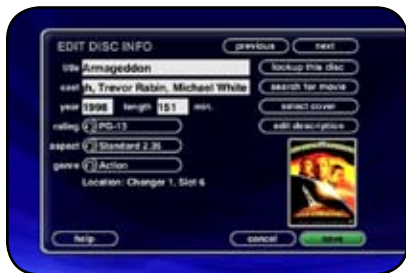 EDIT DISC INFO
previous
next
title Armageddon
lookup this disc
cast h, Trevor Rabin, Michael White
search for movie
year 1998 length 151 min.
select cover
rating PG-13
edit description
aspect Standard 2.35
genre Action
Location: Changer 1, Slot 6
help
cancel
save